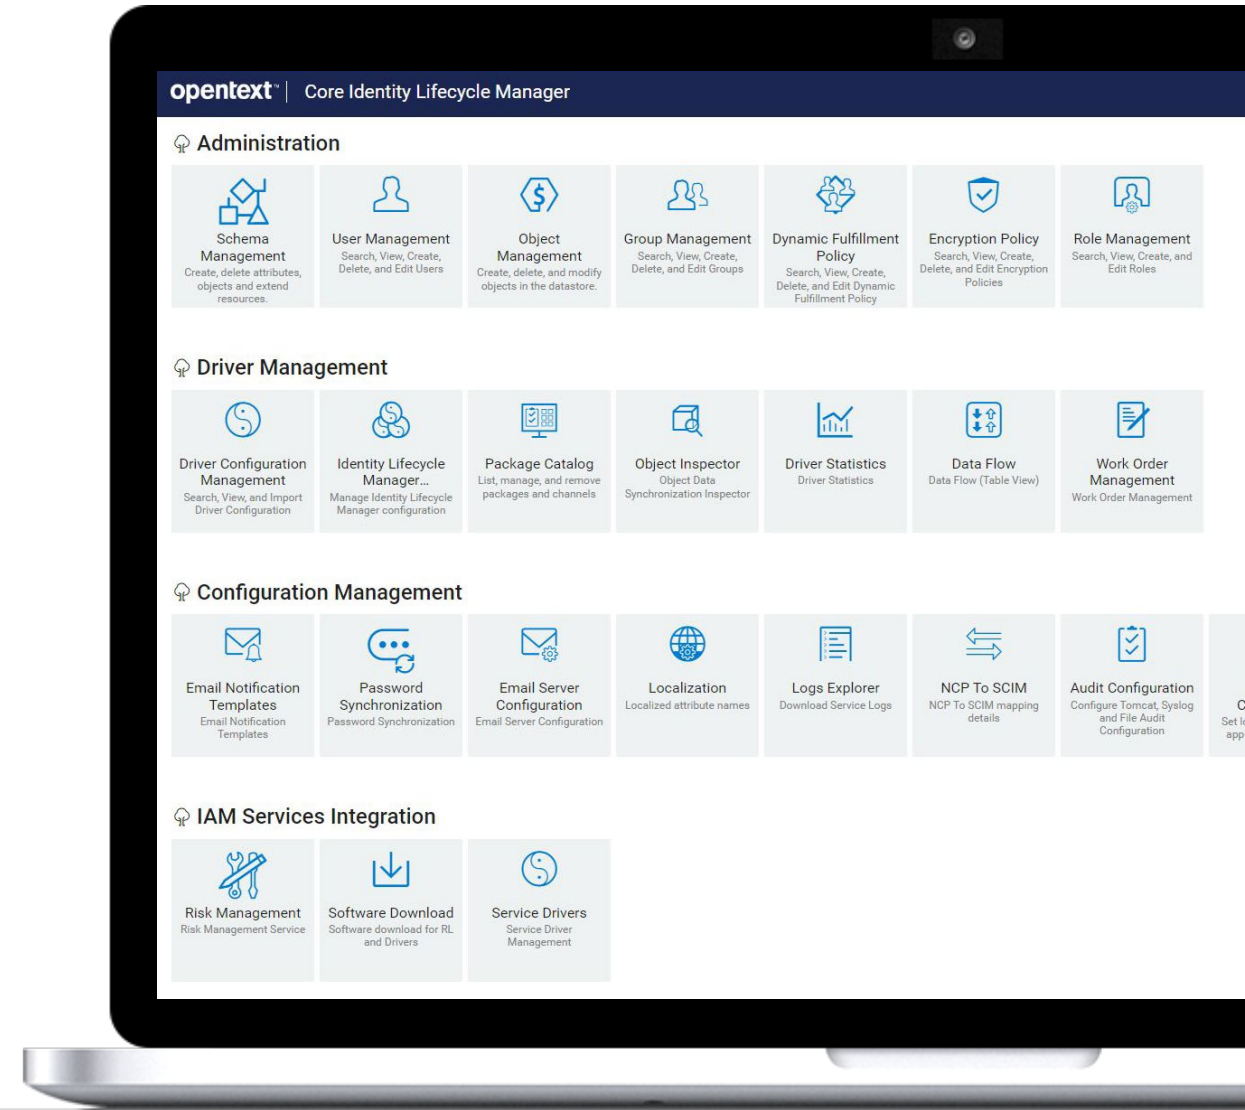 opentext™ | Core Identity Lifecycle Manager
Administration
Schema
Management
Create, delete attributes,
objects and extend
resources.
User Management
Search, View, Create,
Delete, and Edit Users
Object
Management
Create, delete, and modify
objects in the datastore.
Group Management
Search, View, Create,
Delete, and Edit Groups
Dynamic Fulfillment
Policy
Search, View, Create,
Delete, and Edit Dynamic
Fulfillment Policy
Encryption Policy
Search, View, Create,
Delete, and Edit Encryption
Policies
Role Management
Search, View, Create, and
Edit Roles
Driver Management
Driver Configuration
Management
Search, View, and Import
Driver Configuration
Identity Lifecycle
Manager...
Manage Identity Lifecycle
Manager configuration
Package Catalog
List, manage, and remove
packages and channels
Object Inspector
Object Data
Synchronization Inspector
Driver Statistics
Driver Statistics
Data Flow
Data Flow (Table View)
Work Order
Management
Work Order Management
Configuration Management
Email Notification
Templates
Email Notification
Templates
Password
Synchronization
Password Synchronization
Email Server
Configuration
Email Server Configuration
Localization
Localized attribute names
Logs Explorer
Download Service Logs
NCP To SCIM
NCP To SCIM mapping
details
Audit Configuration
Configure Tomcat, Syslog
and File Audit
Configuration
C
Set l
app
IAM Services Integration
Risk Management
Risk Management Service
Software Download
Software download for RL
and Drivers
Service Drivers
Service Driver
Management